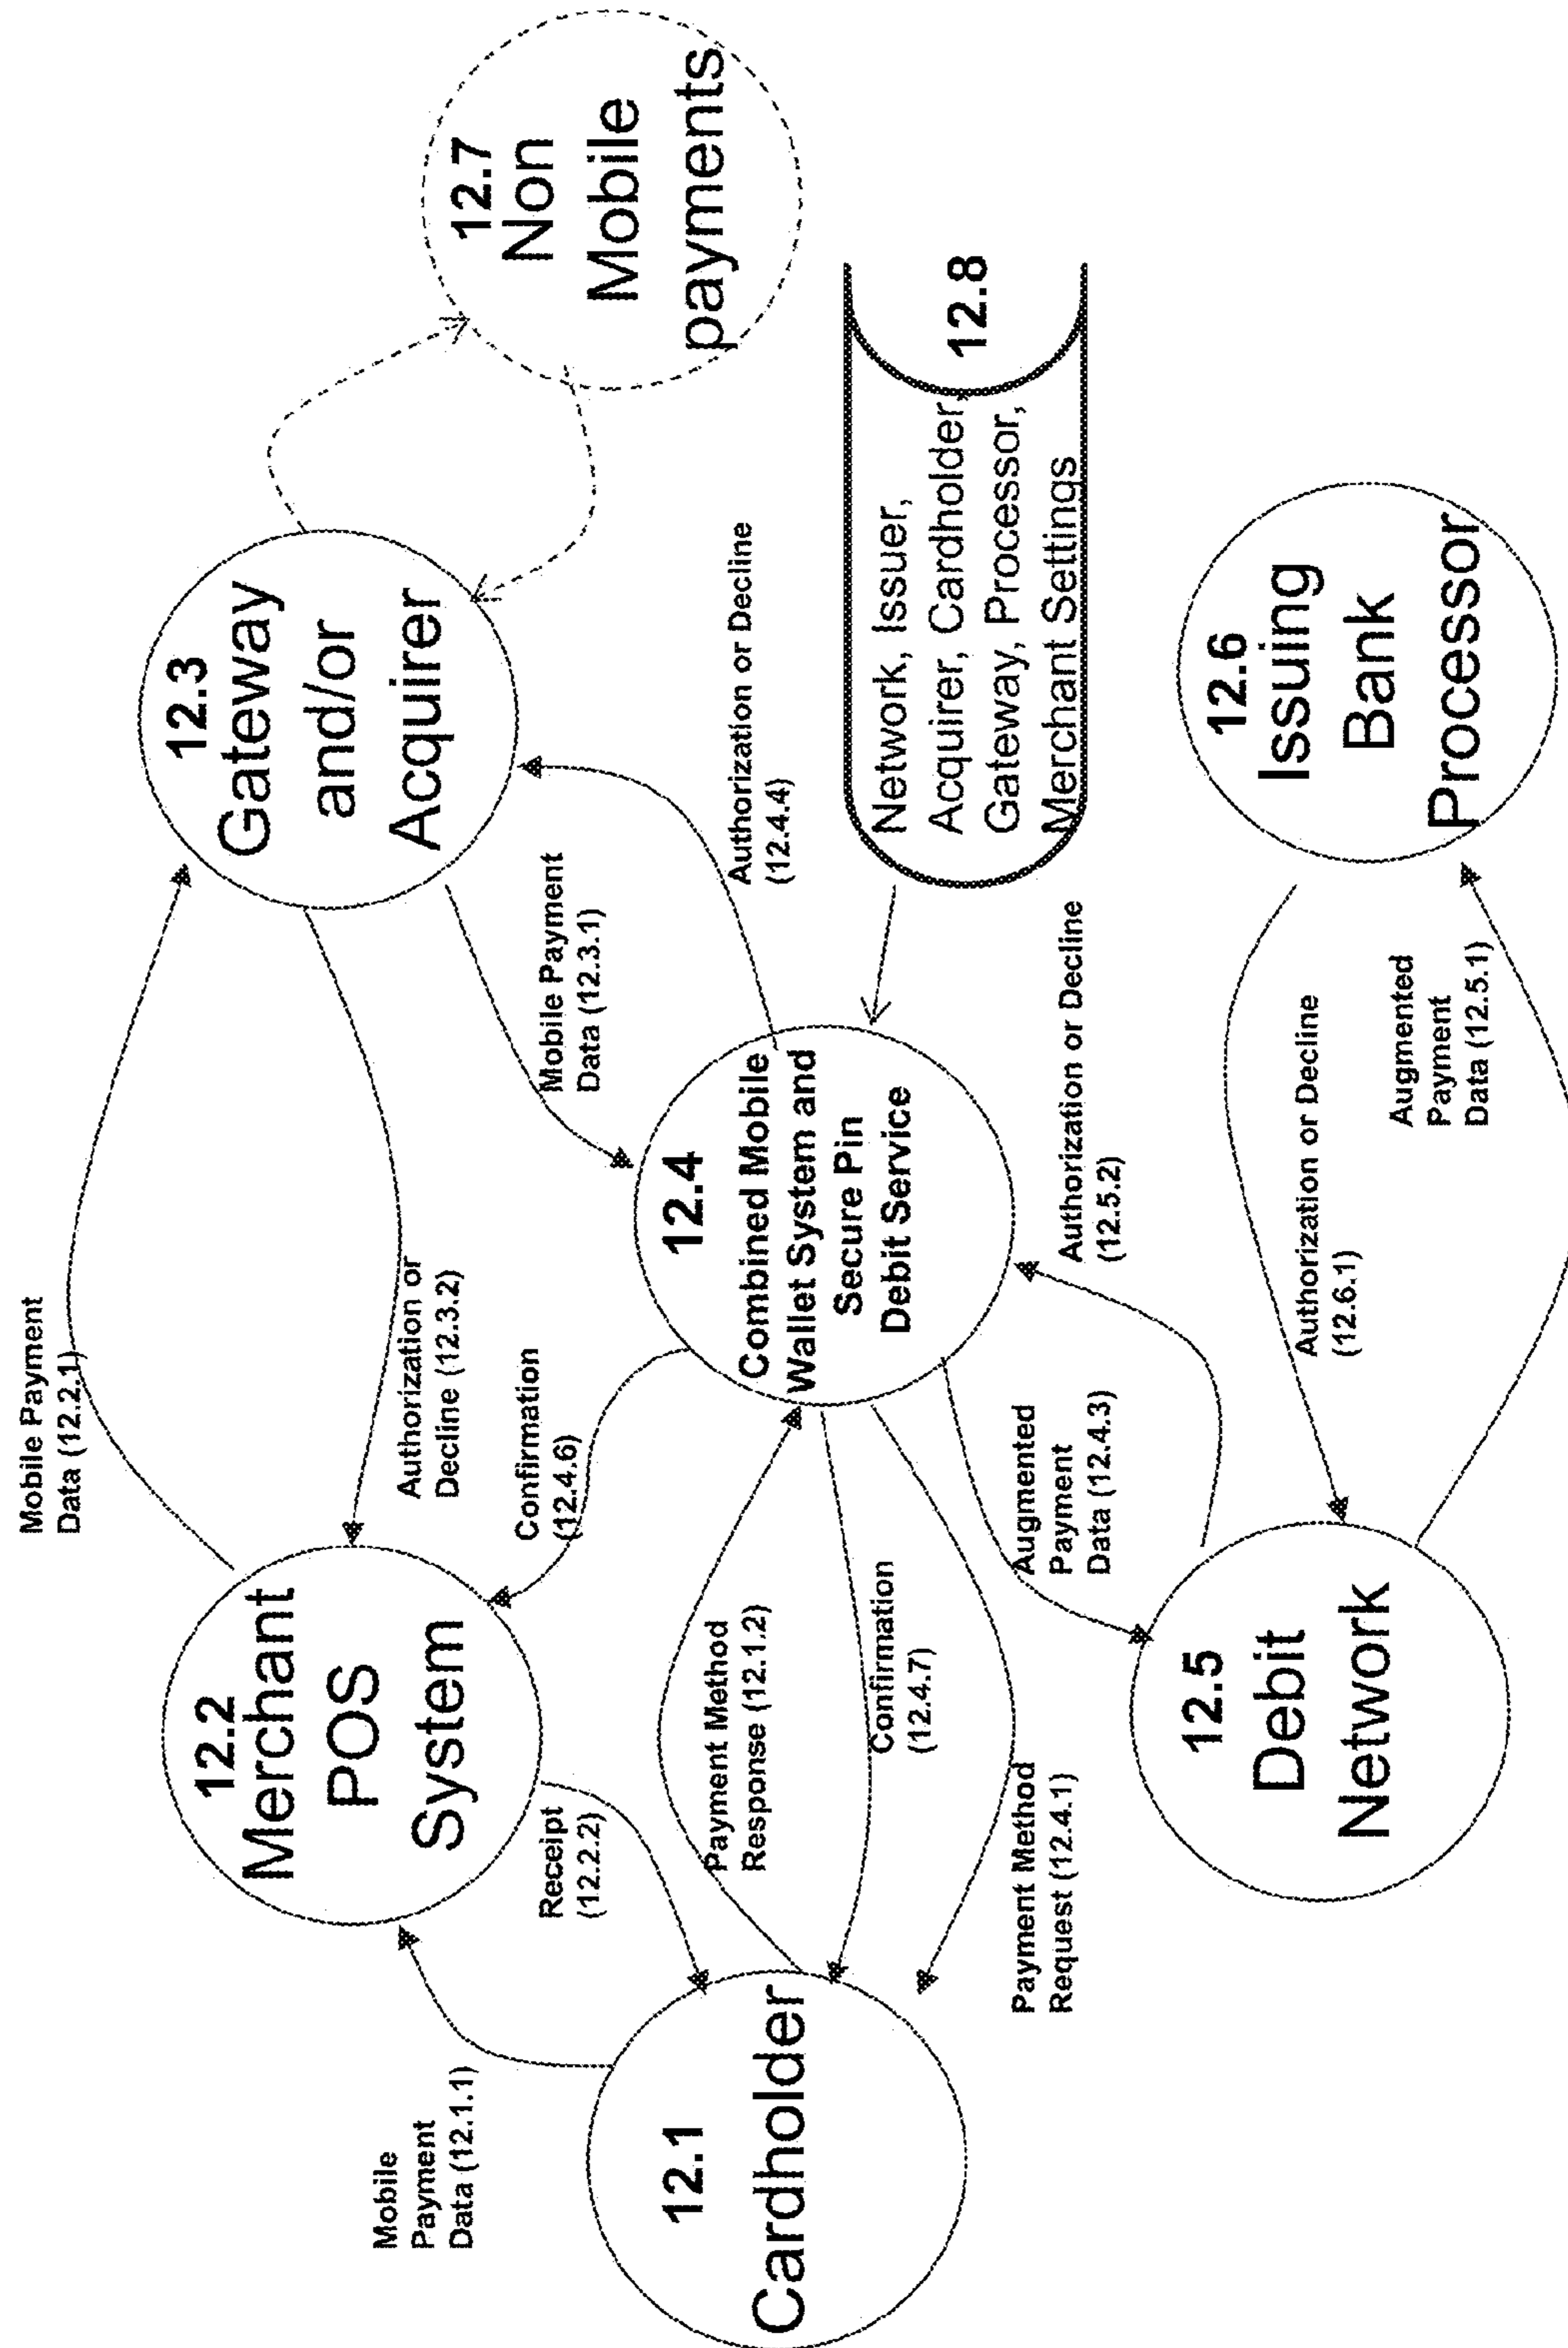 Mobile Payment
Data (12.2.1)
12.2
Merchant
POS
System
12.3
Gateway
and/or
Acquirer
Authorization or
Decline (12.3.2)
12.7
Non
Mobile
payments
Mobile
Payment
Data (12.1.1)
Receipt
(12.2.2)
Confirmation
(12.4.6)
Mobile Payment
Data (12.3.1)
Authorization or Decline
(12.4.4)
12.1
Cardholder
Payment Method
Response (12.1.2)
12.4
Combined Mobile
Wallet System and
Secure Pin
Debit Service
Confirmation
(12.4.7)
Network, Issuer,
Acquirer, Cardholder,
Gateway, Processor,
Merchant Settings
12.8
Payment Method
Request (12.4.1)
Augmented
Payment
Data (12.4.3)
Authorization or Decline
(12.5.2)
12.5
Debit
Network
Authorization or Decline
(12.6.1)
12.6
Issuing
Bank
Processor
Augmented
Payment
Data (12.5.1)